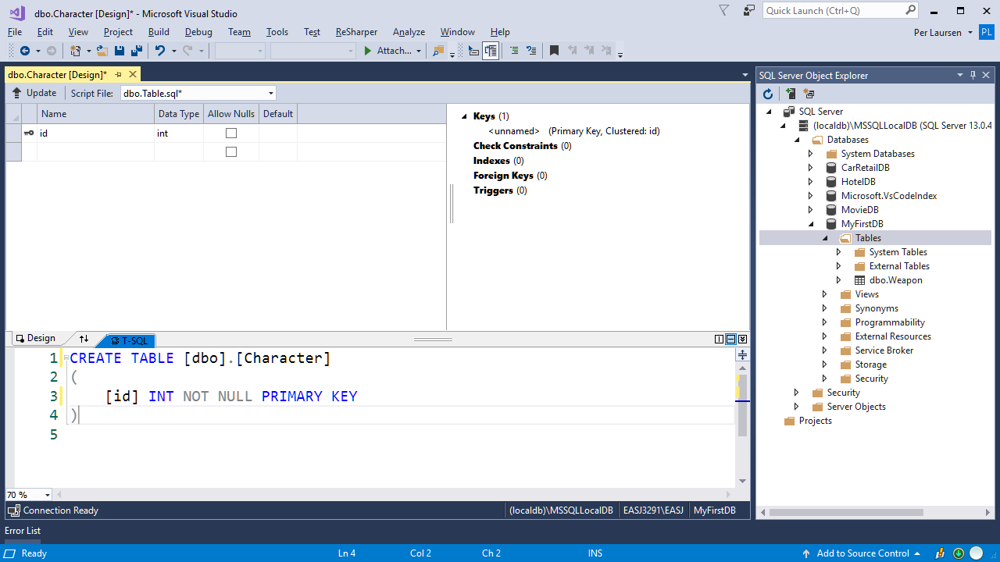 dbo.Character [Design]* - Microsoft Visual Studio
Quick Launch (Ctrl+Q)
File Edit View Project Build Debug Team Tools Test ReSharper Analyze Window Help
Per Laursen
PL
Attach...
dbo.Character [Design]*
Update
Script File:
dbo.Table.sql*
Name Data Type Allow Nulls Default
id int
Keys (1)
<unnamed> (Primary Key, Clustered: id)
Check Constraints (0)
Indexes (0)
Foreign Keys (0)
Triggers (0)
Design
T-SQL
1 CREATE TABLE [dbo].[Character]
2 (
3 [id] INT NOT NULL PRIMARY KEY
4 )
5
70 %
Connection Ready
(localdb)\MSSQLLocalDB
EASJ3291\EASJ
MyFirstDB
SQL Server Object Explorer
SQL Server
(localdb)\MSSQLLocalDB (SQL Server 13.0.4
Databases
System Databases
CarRetailDB
HotelDB
Microsoft.VsCodeIndex
MovieDB
MyFirstDB
Tables
System Tables
External Tables
dbo.Weapon
Views
Synonyms
Programmability
External Resources
Service Broker
Storage
Security
Security
Server Objects
Projects
Error List
Ready
Ln 4
Col 2
Ch 2
INS
Add to Source Control